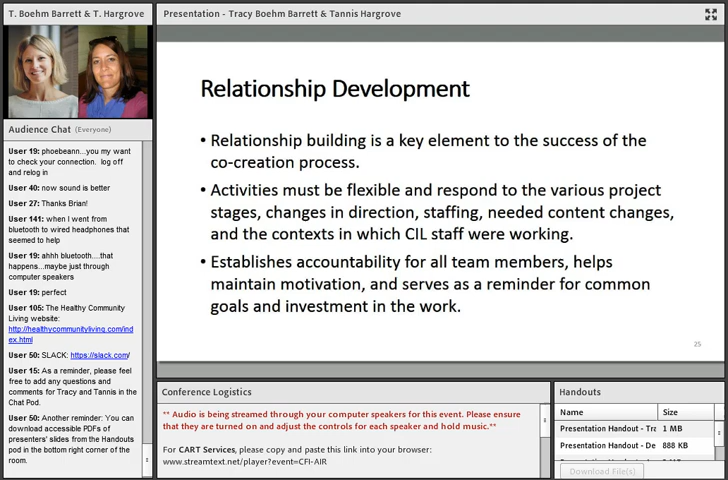 T. Boehm Barrett & T. Hargrove
Presentation - Tracy Boehm Barrett & Tannis Hargrove
Audience Chat (Everyone)
User 19: phoebeann...you my want
to check your connection. log off
and relog in
User 40: now sound is better
User 27: Thanks Brian!
User 141: when I went from
bluetooth to wired headphones that
seemed to help
User 19: ahhh bluetooth....that
happens...maybe just through
computer speakers
User 19: perfect
User 105: The Healthy Community
Living website:
http://healthycommunityliving.com/ind
ex.html
User 50: SLACK: https://slack.com/
User 15: As a reminder, please feel
free to add any questions and
comments for Tracy and Tannis in the
Chat Pod.
User 50: Another reminder: You can
download accessible PDFs of
presenters' slides from the Handouts
pod in the bottom right corner of the
room.
Relationship Development
• Relationship building is a key element to the success of the
co-creation process.
• Activities must be flexible and respond to the various project
stages, changes in direction, staffing, needed content changes,
and the contexts in which CIL staff were working.
• Establishes accountability for all team members, helps
maintain motivation, and serves as a reminder for common
goals and investment in the work.
25
Conference Logistics
** Audio is being streamed through your computer speakers for this event. Please ensure
that they are turned on and adjust the controls for each speaker and hold music.**
For CART Services, please copy and paste this link into your browser:
www.streamtext.net/player?event=CFI-AIR
Handouts
Name Size
Presentation Handout - Tra 1 MB
Presentation Handout - De 888 KB
Download File(s)